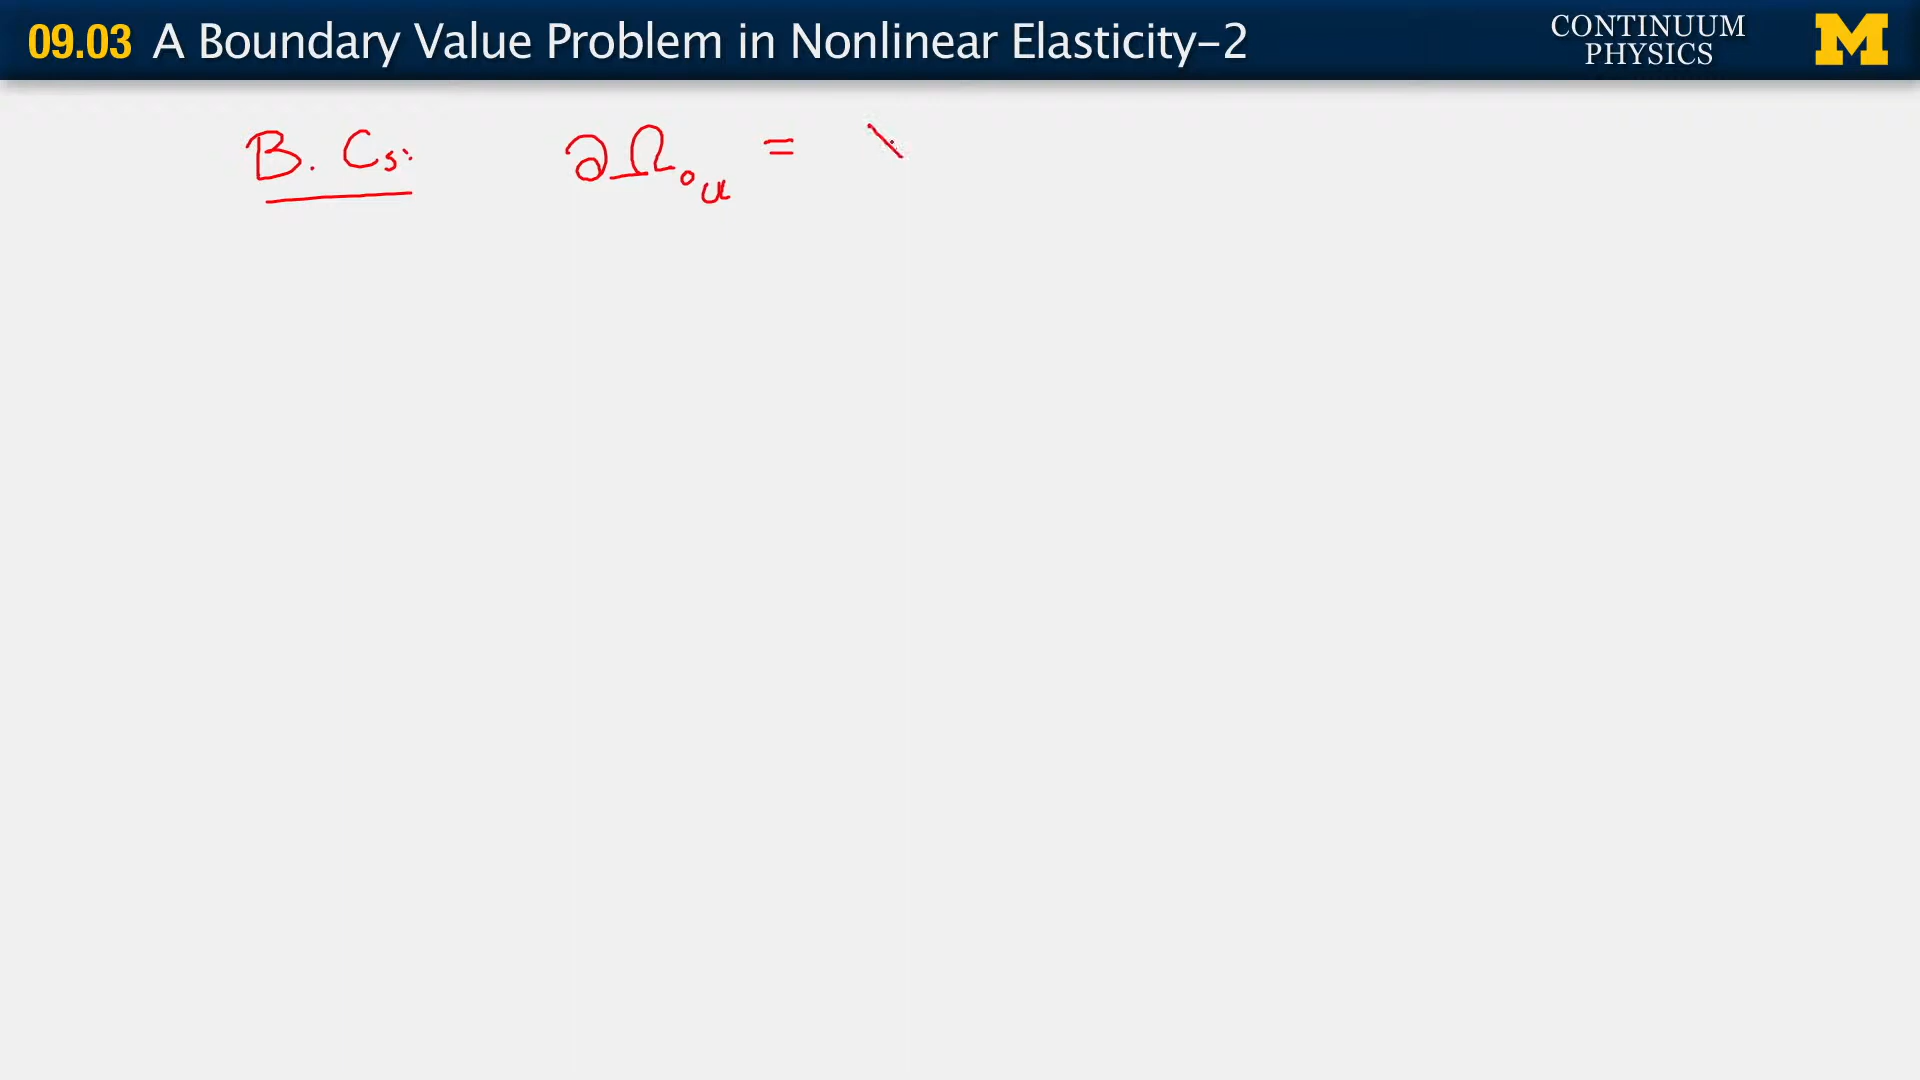 09.03 A Boundary Value Problem in Nonlinear Elasticity-2
CONTINUUM
PHYSICS
M
B. Cs: ∂Ω₀ᵤ = \